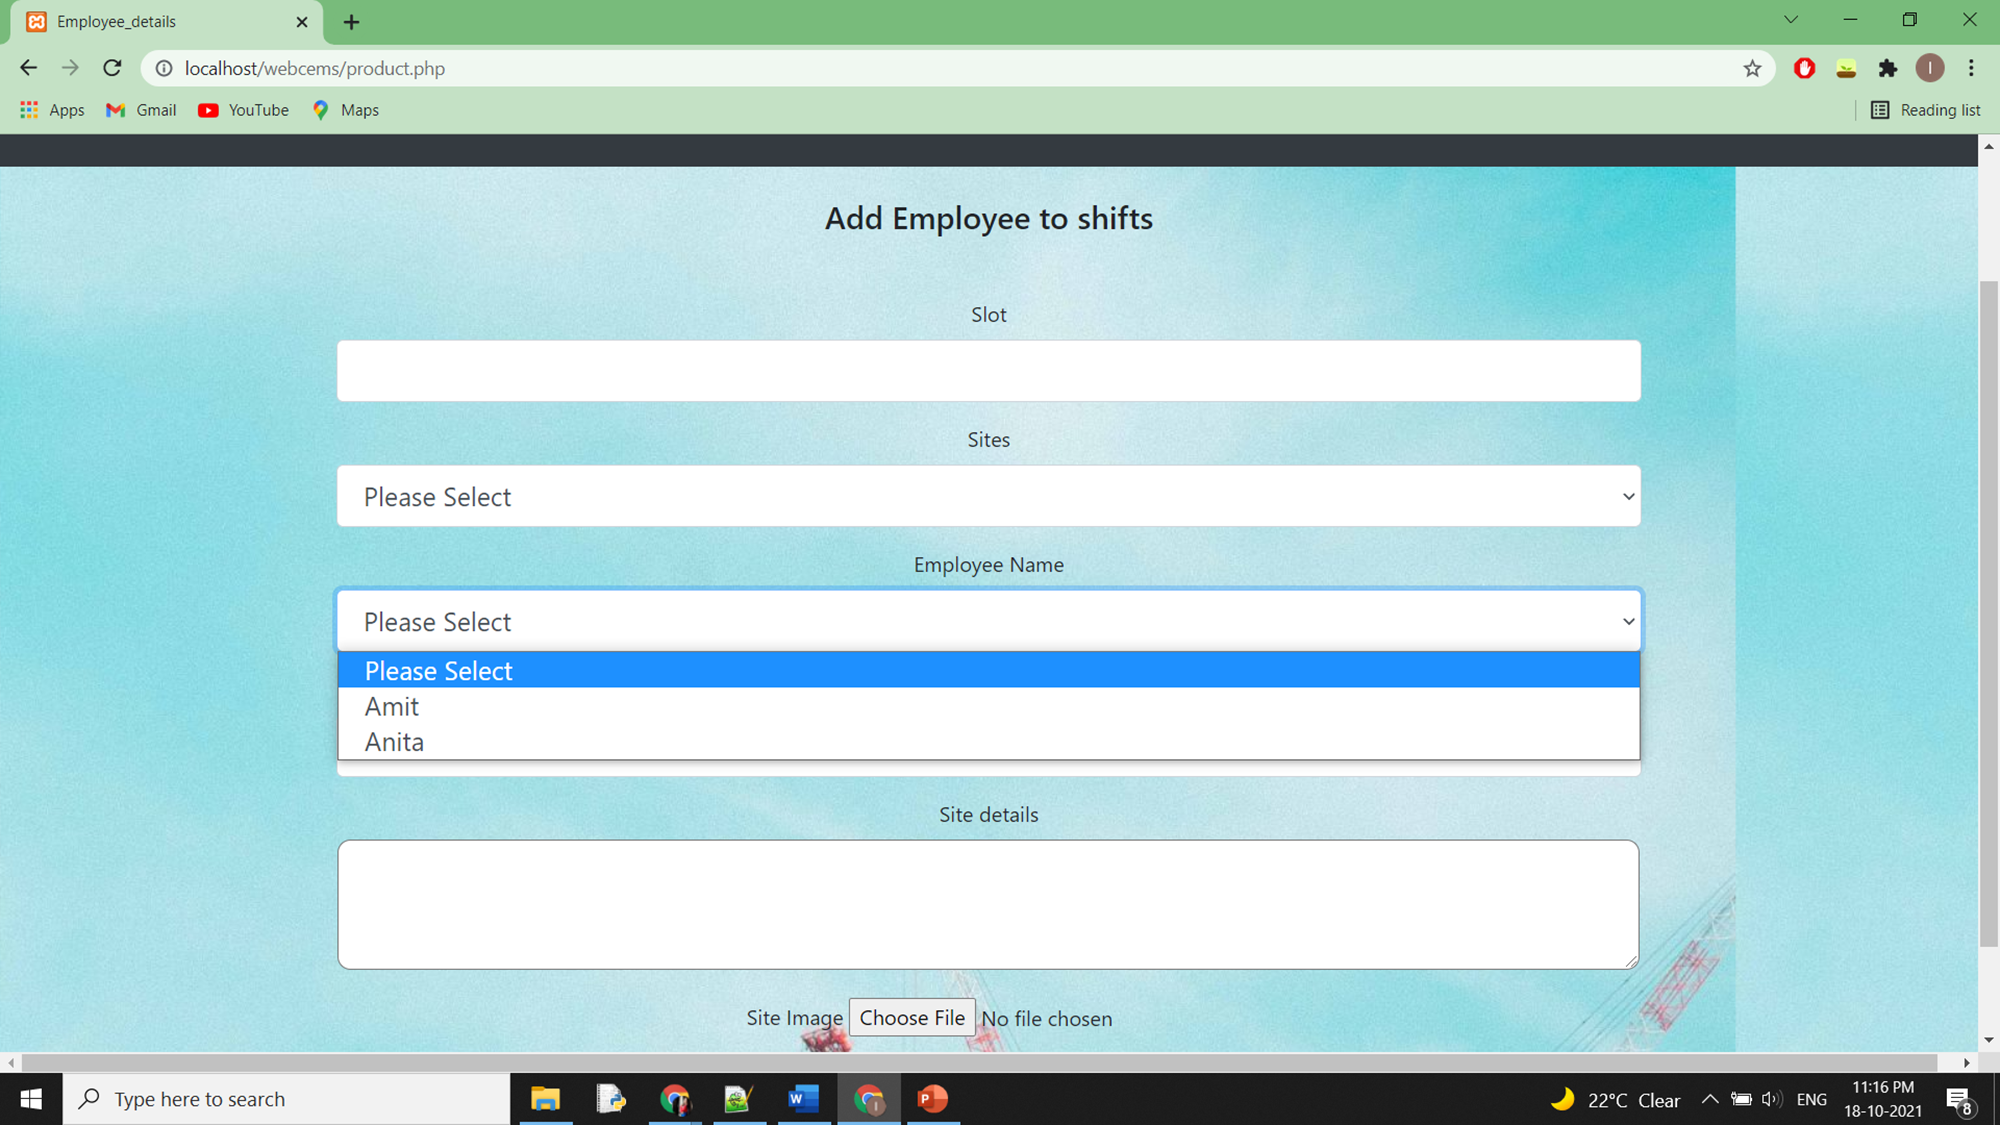 Employee_details
localhost/webcems/product.php
I
Apps Gmail YouTube Maps Reading list
Add Employee to shifts
Slot
Sites
Please Select
Employee Name
Please Select
Please Select
Amit
Anita
Site details
Site Image Choose File No file chosen
Type here to search
22°C Clear
ENG
11:16 PM
18-10-2021
8